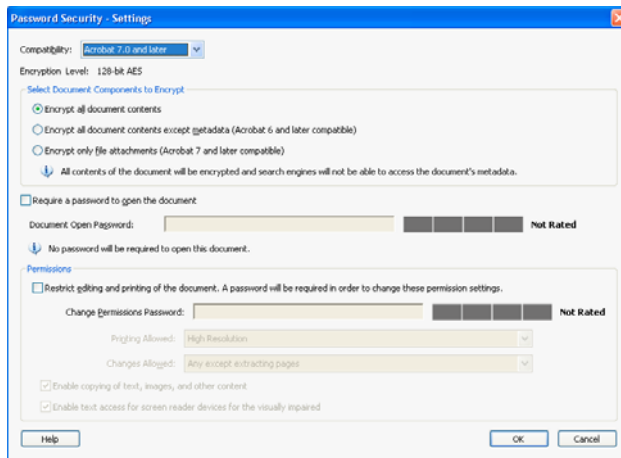 Password Security - Settings
Compatibility: Acrobat 7.0 and later
Encryption Level: 128-bit AES
Select Document Components to Encrypt
Encrypt all document contents
Encrypt all document contents except metadata (Acrobat 6 and later compatible)
Encrypt only file attachments (Acrobat 7 and later compatible)
All contents of the document will be encrypted and search engines will not be able to access the document's metadata.
Require a password to open the document
Document Open Password: Not Rated
No password will be required to open this document.
Permissions
Restrict editing and printing of the document. A password will be required in order to change these permission settings.
Change Permissions Password: Not Rated
Printing Allowed: High Resolution
Changes Allowed: Any except extracting pages
Enable copying of text, images, and other content
Enable text access for screen reader devices for the visually impaired
Help OK Cancel